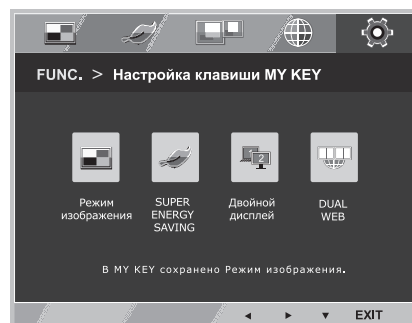 FUNC. > Настройка клавиши MY KEY
Режим
изображения
SUPER
ENERGY
SAVING
2
Двойной
дисплей
DUAL
WEB
В MY KEY сохранено Режим изображения.
EXIT